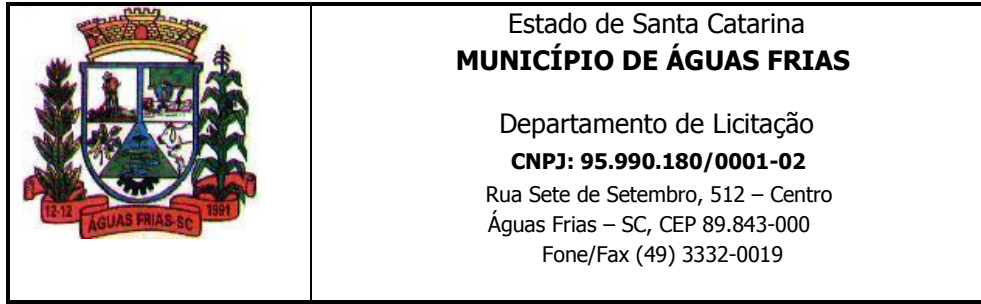 12-12
ÁGUAS FRIAS-SC
1991
Estado de Santa Catarina
MUNICÍPIO DE ÁGUAS FRIAS
Departamento de Licitação
CNPJ: 95.990.180/0001-02
Rua Sete de Setembro, 512 – Centro
Águas Frias – SC, CEP 89.843-000
Fone/Fax (49) 3332-0019